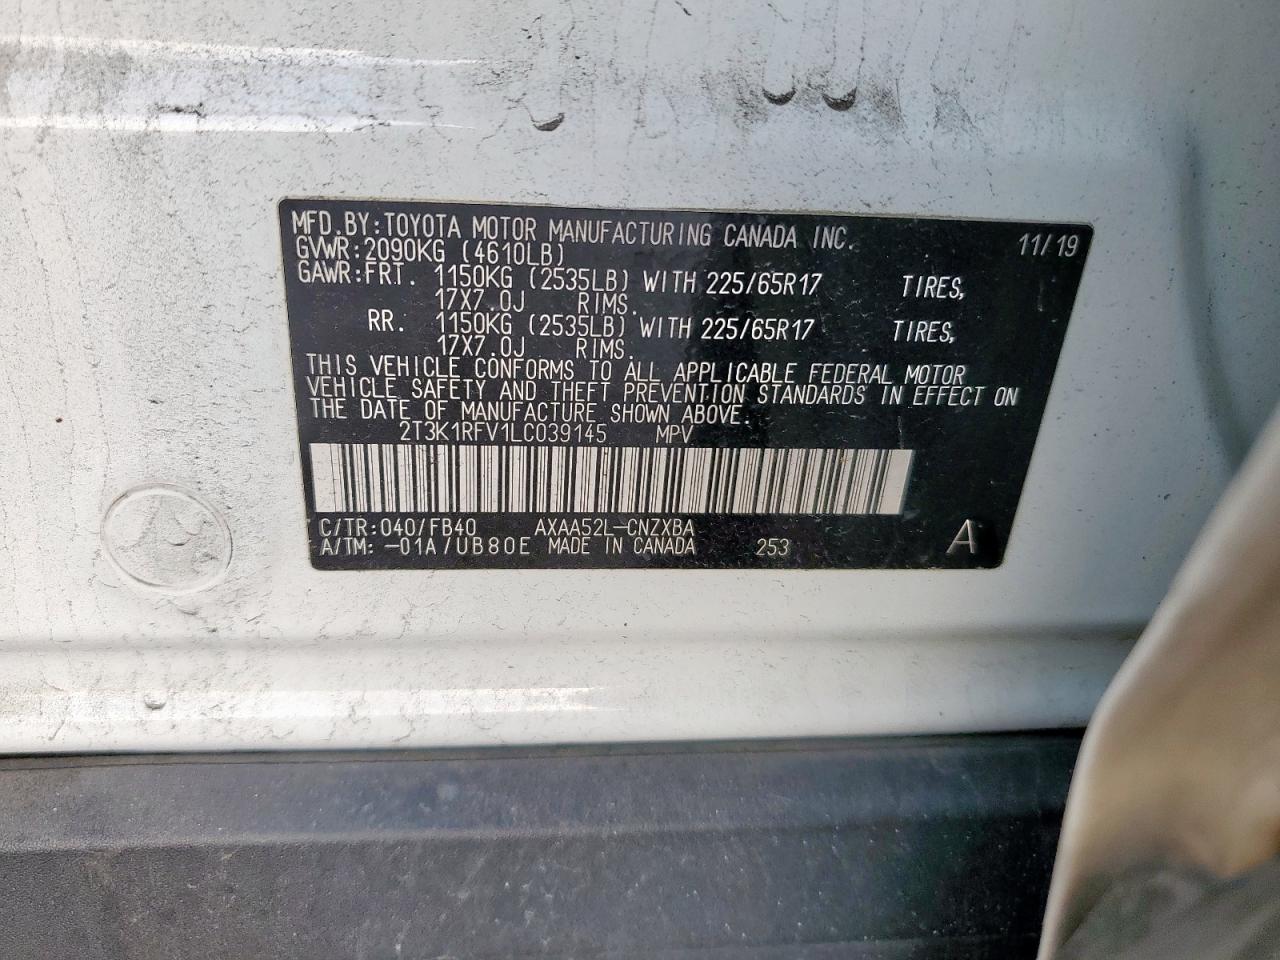 MFD.BY:TOYOTA MOTOR MANUFACTURING CANADA INC. 11/19
GVWR:2090KG (4610LB)
GAWR:FRT. 1150KG (2535LB) WITH 225/65R17 TIRES,
17X7.0J RIMS.
RR. 1150KG (2535LB) WITH 225/65R17 TIRES,
17X7.0J RIMS.
THIS VEHICLE CONFORMS TO ALL APPLICABLE FEDERAL MOTOR
VEHICLE SAFETY AND THEFT PREVENTION STANDARDS IN EFFECT ON
THE DATE OF MANUFACTURE SHOWN ABOVE.
2T3K1RFV1LC039145 MPV
C/TR:040/FB40 AXAA52L-CNZXBA
A/TM:-01A/UB80E MADE IN CANADA 253 A